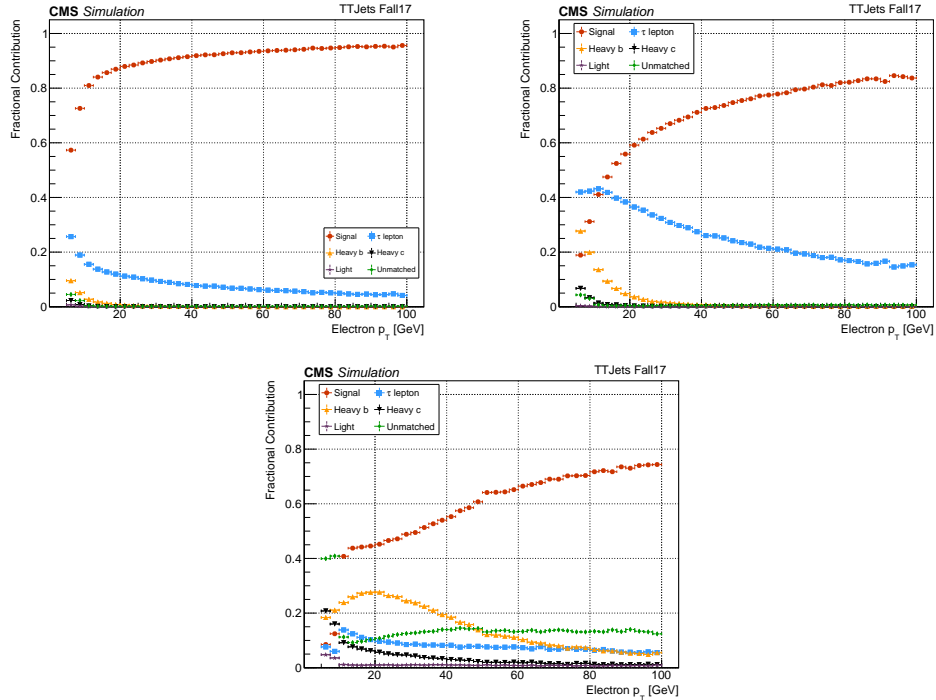 CMS Simulation TTJets Fall17
Fractional Contribution
1
0.8
0.6
0.4
0.2
0
Signal τ lepton
Heavy b Heavy c
Light Unmatched
20 40 60 80 100
Electron pT [GeV]
CMS Simulation TTJets Fall17
Fractional Contribution
1
0.8
0.6
0.4
0.2
0
Signal τ lepton
Heavy b Heavy c
Light Unmatched
20 40 60 80 100
Electron pT [GeV]
CMS Simulation TTJets Fall17
Fractional Contribution
1
0.8
0.6
0.4
0.2
0
Signal τ lepton
Heavy b Heavy c
Light Unmatched
20 40 60 80 100
Electron pT [GeV]